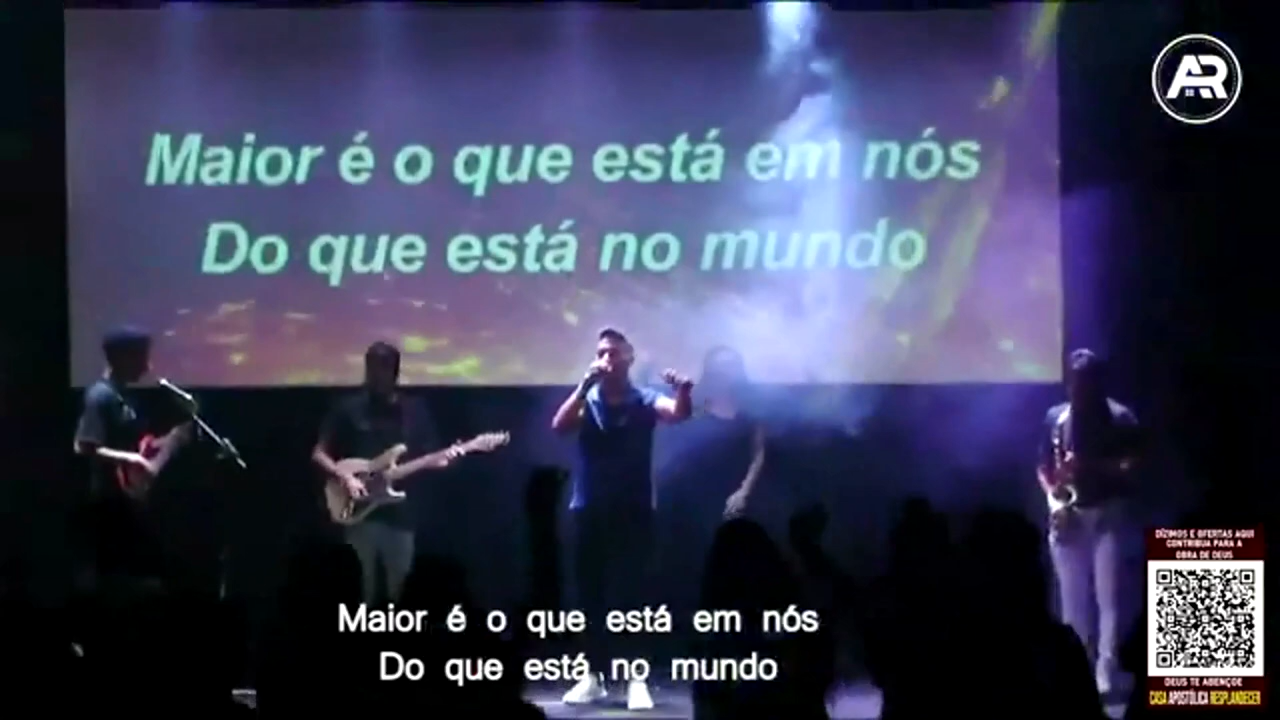 Maior é o que está em nós
Do que está no mundo
AR
Maior é o que está em nós
Do que está no mundo
DÍZIMOS E OFERTAS AQUI
CONTRIBUA PARA A
OBRA DE DEUS
DEUS TE ABENÇOE
CASA APOSTÓLICA RESPLANDECER